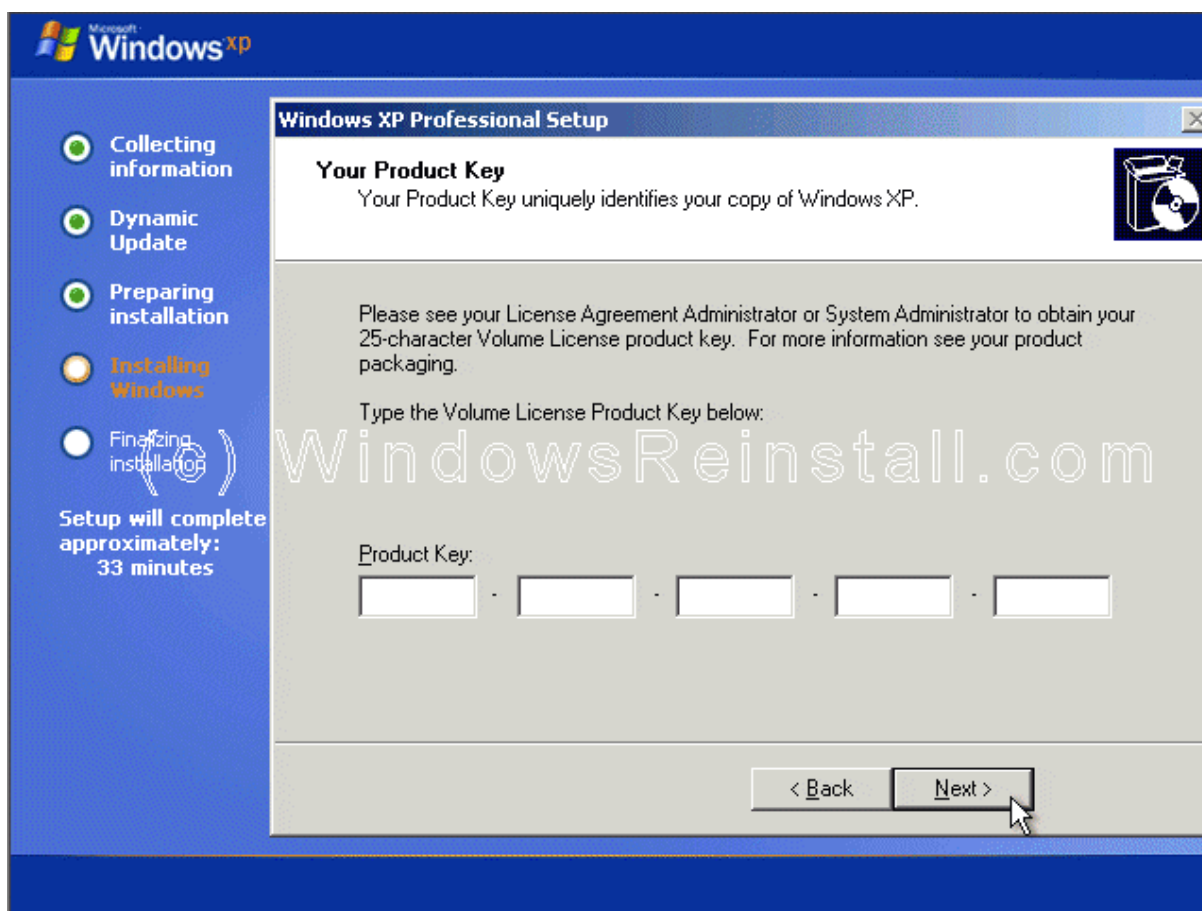 Microsoft
Windows xp
Collecting
information
Dynamic
Update
Preparing
installation
Installing
Windows
Finalizing
installation
Setup will complete
approximately:
33 minutes
Windows XP Professional Setup
Your Product Key
Your Product Key uniquely identifies your copy of Windows XP.
Please see your License Agreement Administrator or System Administrator to obtain your
25-character Volume License product key. For more information see your product
packaging.
Type the Volume License Product Key below:
(©) WindowsReinstall.com
Product Key:
- - - -
< Back
Next >